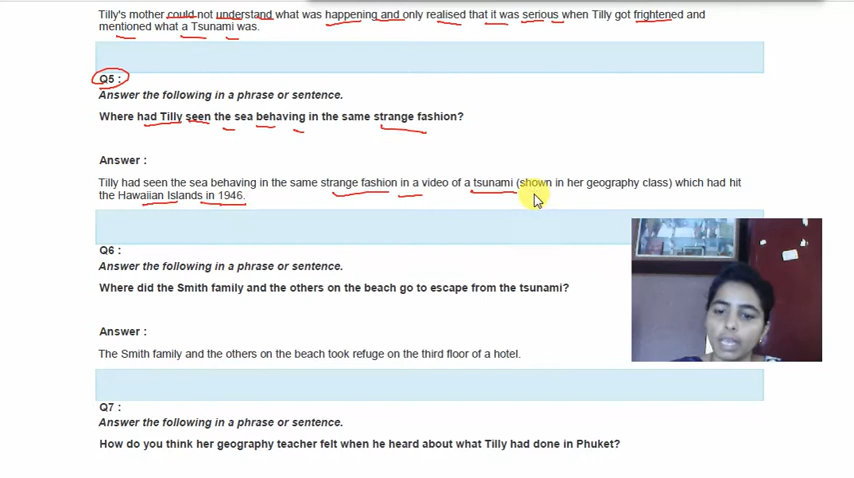 Tilly's mother could not understand what was happening and only realised that it was serious when Tilly got frightened and
mentioned what a Tsunami was.
Q5 :
Answer the following in a phrase or sentence.
Where had Tilly seen the sea behaving in the same strange fashion?
Answer :
Tilly had seen the sea behaving in the same strange fashion in a video of a tsunami (shown in her geography class) which had hit
the Hawaiian Islands in 1946.
Q6 :
Answer the following in a phrase or sentence.
Where did the Smith family and the others on the beach go to escape from the tsunami?
Answer :
The Smith family and the others on the beach took refuge on the third floor of a hotel.
Q7 :
Answer the following in a phrase or sentence.
How do you think her geography teacher felt when he heard about what Tilly had done in Phuket?